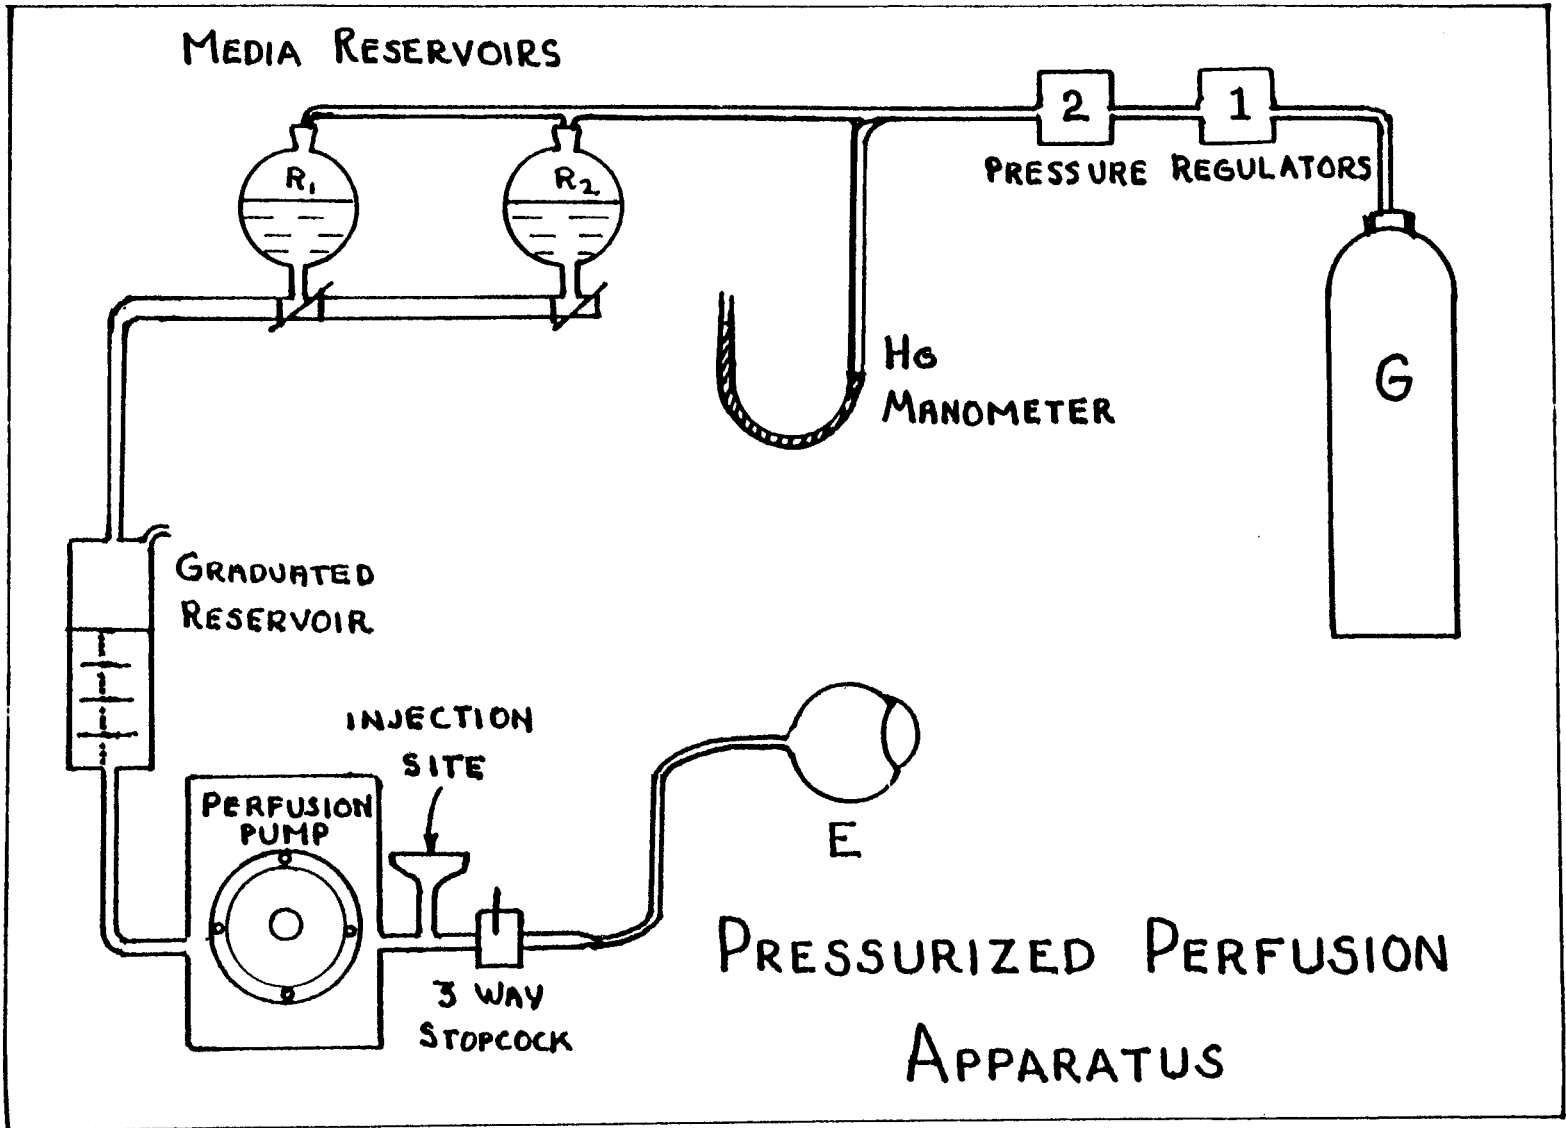 MEDIA RESERVOIRS
2
1
PRESSURE REGULATORS
R1
R2
G
HG
MANOMETER
GRADUATED
RESERVOIR
INJECTION
SITE
PERFUSION
PUMP
E
3 WAY
STOPCOCK
PRESSURIZED PERFUSION
APPARATUS